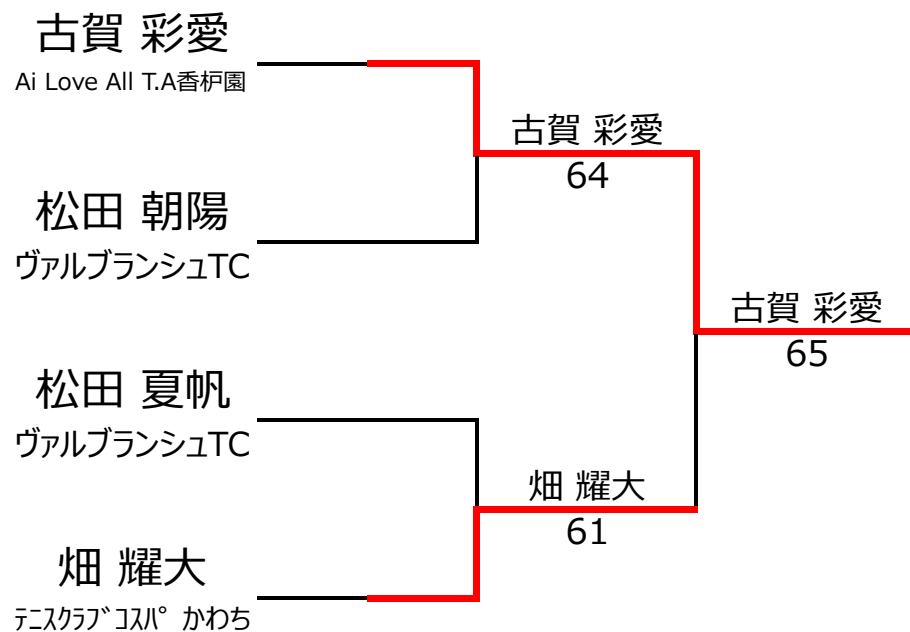 古賀 彩愛
Ai Love All T.A香枦園
古賀 彩愛
64
松田 朝陽
ヴァルブランシュTC
古賀 彩愛
65
松田 夏帆
ヴァルブランシュTC
畑 耀大
61
畑 耀大
ﾃﾆｽｸﾗﾌﾞｺｽﾊﾟ かわち